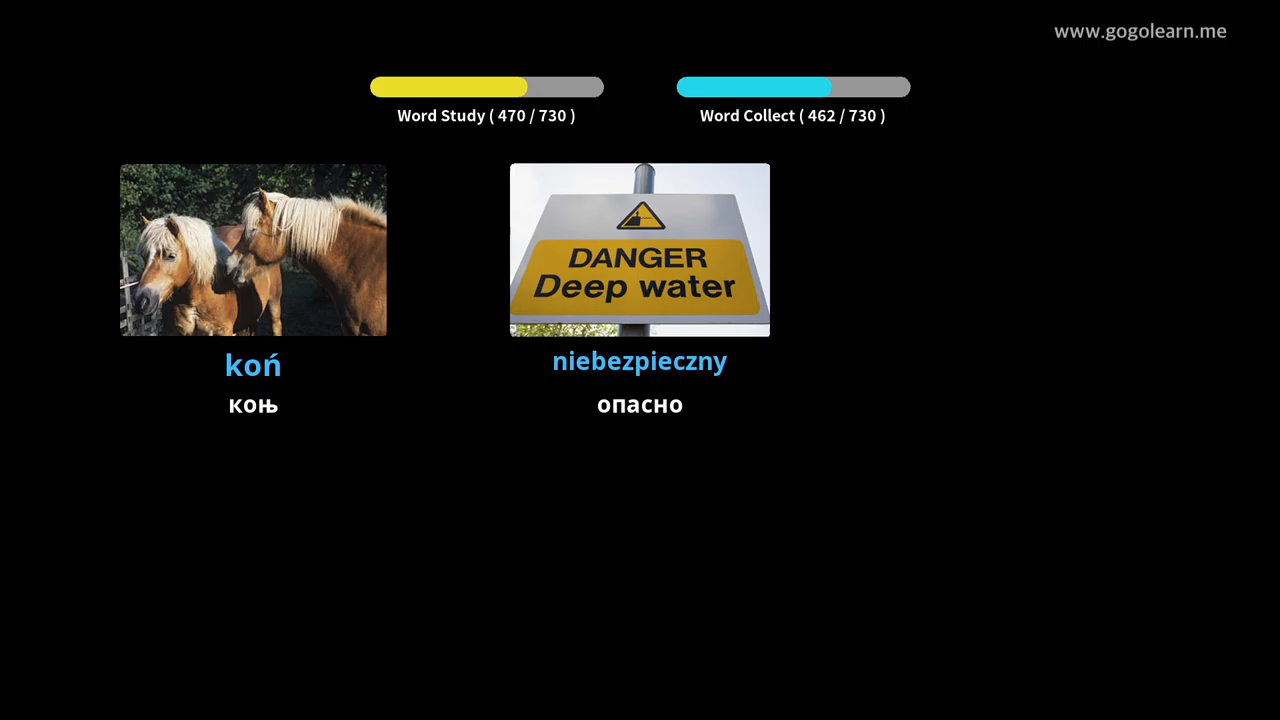 www.gogolearn.me
Word Study ( 470 / 730 )
Word Collect ( 462 / 730 )
DANGER
Deep water
koń
niebezpieczny
коњ
опасно